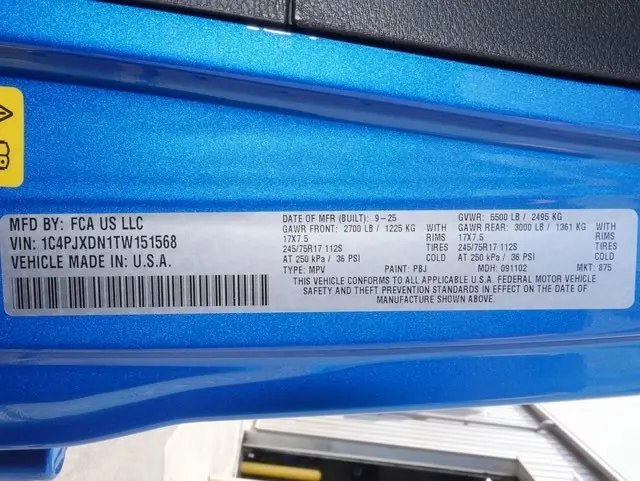 MFD BY: FCA US LLC
VIN: 1C4PJXDN1TW151568
VEHICLE MADE IN: U.S.A.
DATE OF MFR (BUILT): 9-25 GVWR: 5500 LB / 2495 KG
GAWR FRONT: 2700 LB / 1225 KG WITH GAWR REAR: 3000 LB / 1361 KG WITH
17X7.5 RIMS 17X7.5 RIMS
245/75R17 112S TIRES 245/75R17 112S TIRES
AT 250 kPa / 36 PSI COLD AT 250 kPa / 36 PSI COLD
TYPE: MPV PAINT: PBJ MDH: 091102 MKT: 875
THIS VEHICLE CONFORMS TO ALL APPLICABLE U.S.A. FEDERAL MOTOR VEHICLE
SAFETY AND THEFT PREVENTION STANDARDS IN EFFECT ON THE DATE OF
MANUFACTURE SHOWN ABOVE.